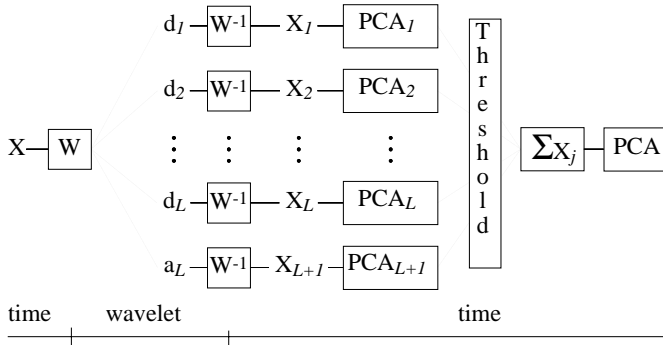 d1 W-1 X1 PCA1
d2 W-1 X2 PCA2
X W
Threshold
ΣXj PCA
dL W-1 XL PCAL
aL W-1 XL+1 PCAL+1
time wavelet time